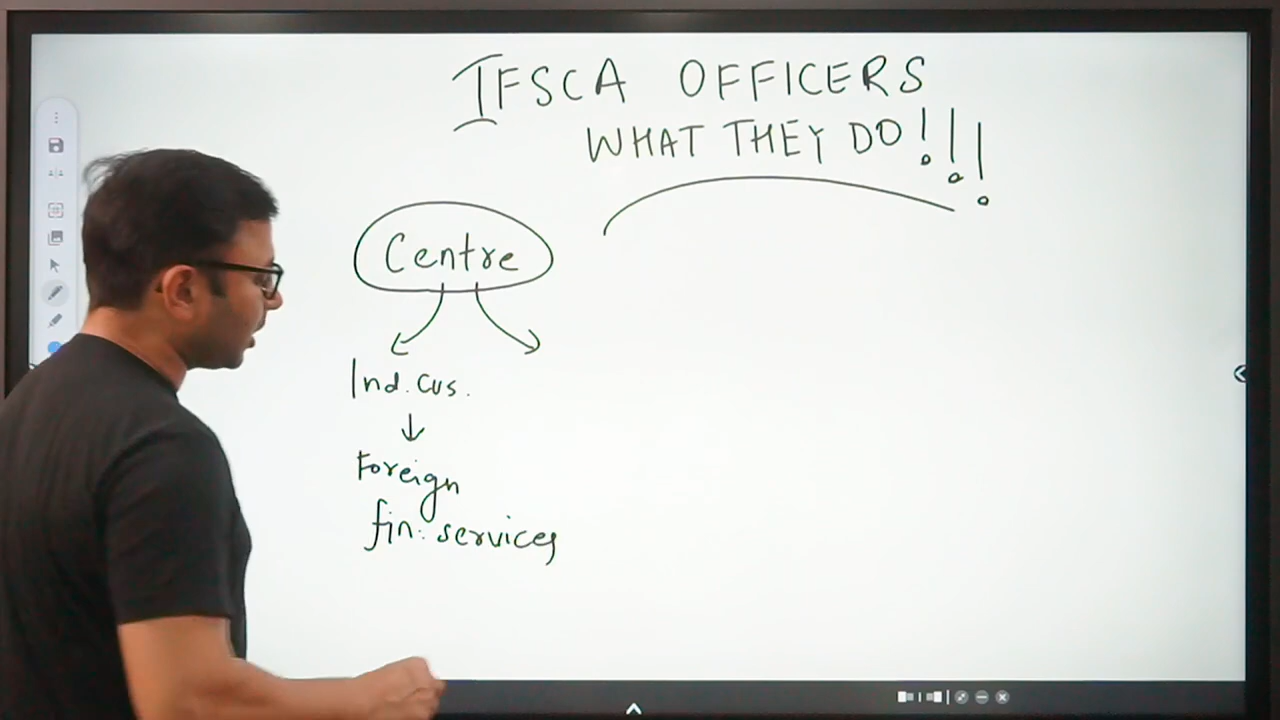 IFSCA OFFICERS
WHAT THEY DO!!!
Centre
Ind. Cus.
Foreign
fin. services